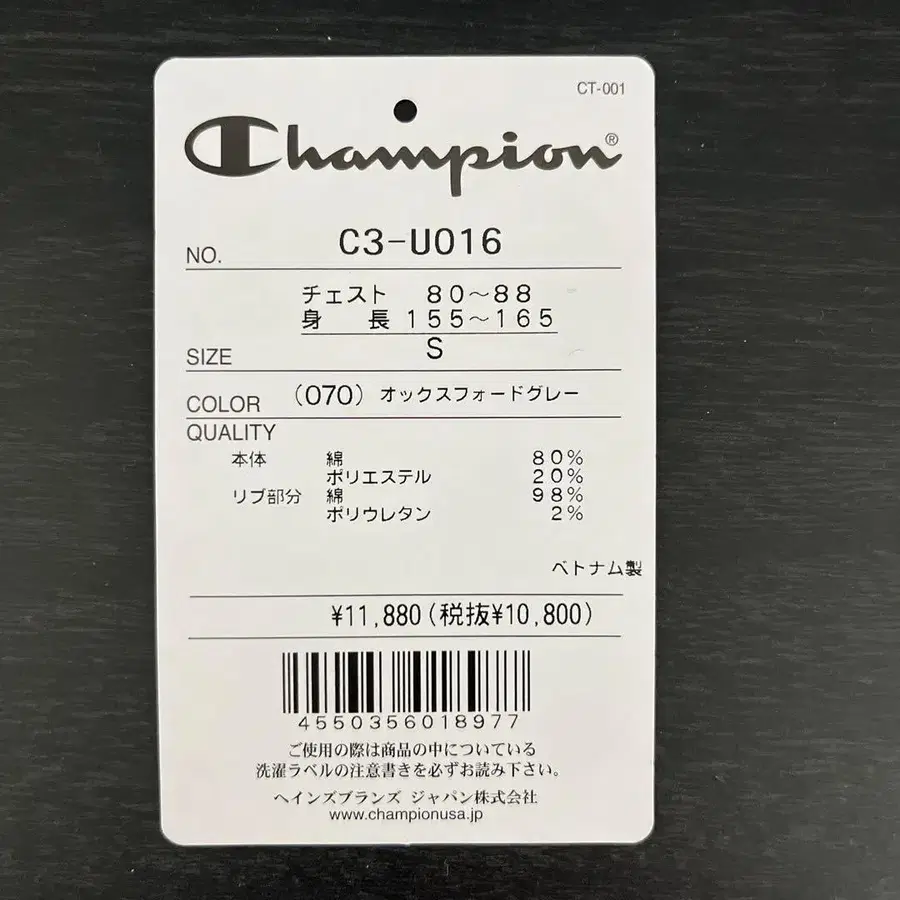 CT-001
Champion®
NO. C3-U016
チェスト 80～88
身 長 155～165
SIZE S
COLOR (070) オックスフォードグレー
QUALITY
本体 綿 80%
ポリエステル 20%
リブ部分 綿 98%
ポリウレタン 2%
ベトナム製
¥11,880(税抜¥10,800)
4550356018977
ご使用の際は商品の中についている
洗濯ラベルの注意書きを必ずお読み下さい。
ヘインズブランズ ジャパン株式会社
www.championusa.jp